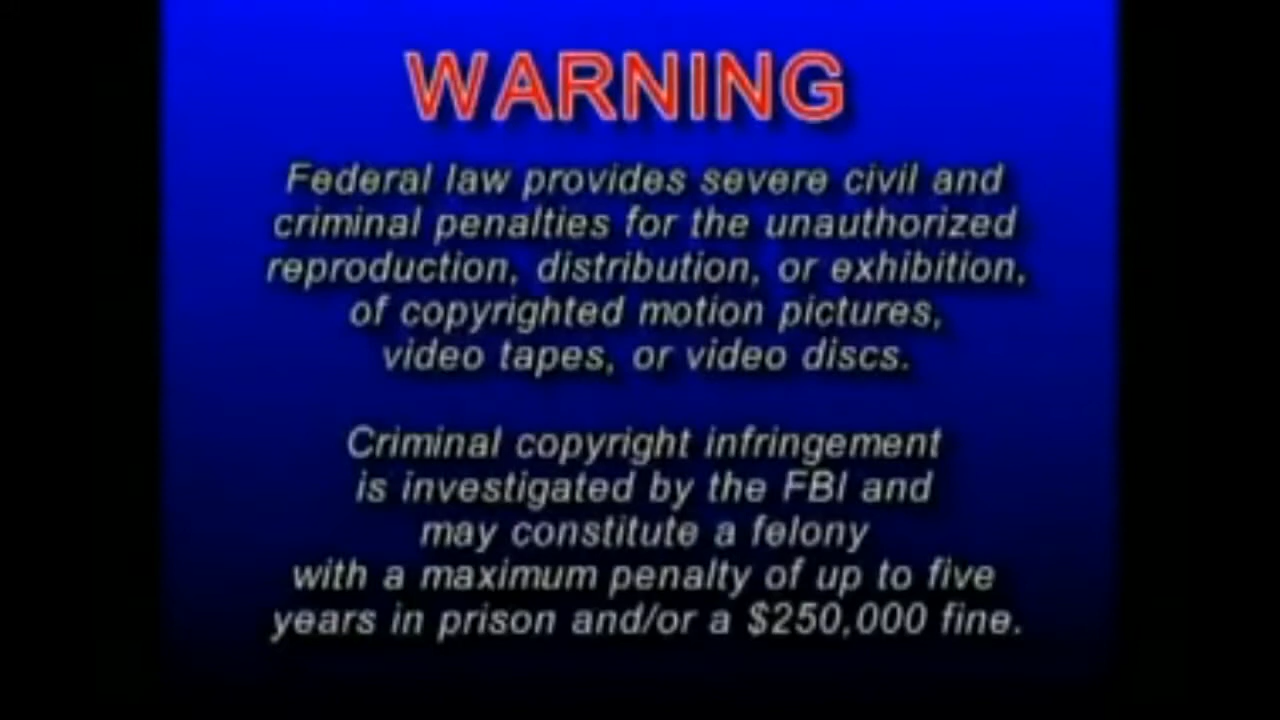 WARNING
Federal law provides severe civil and
criminal penalties for the unauthorized
reproduction, distribution, or exhibition,
of copyrighted motion pictures,
video tapes, or video discs.
Criminal copyright infringement
is investigated by the FBI and
may constitute a felony
with a maximum penalty of up to five
years in prison and/or a $250,000 fine.